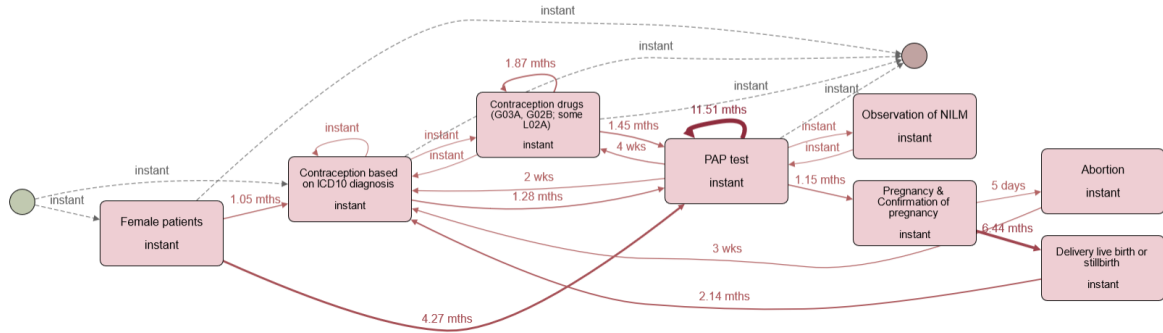 instant
instant
1.87 mths
instant
instant
11.51 mths
Contraception drugs
(G03A, G02B; some
L02A)
instant
Observation of NILM
instant
instant
1.45 mths
instant
instant
instant
instant
4 wks
PAP test
instant
Contraception based
on ICD10 diagnosis
instant
2 wks
1.28 mths
1.15 mths
Pregnancy &
Confirmation of
pregnancy
instant
5 days
Abortion
instant
instant
instant
1.05 mths
Female patients
instant
6.44 mths
3 wks
Delivery live birth or
stillbirth
instant
2.14 mths
4.27 mths